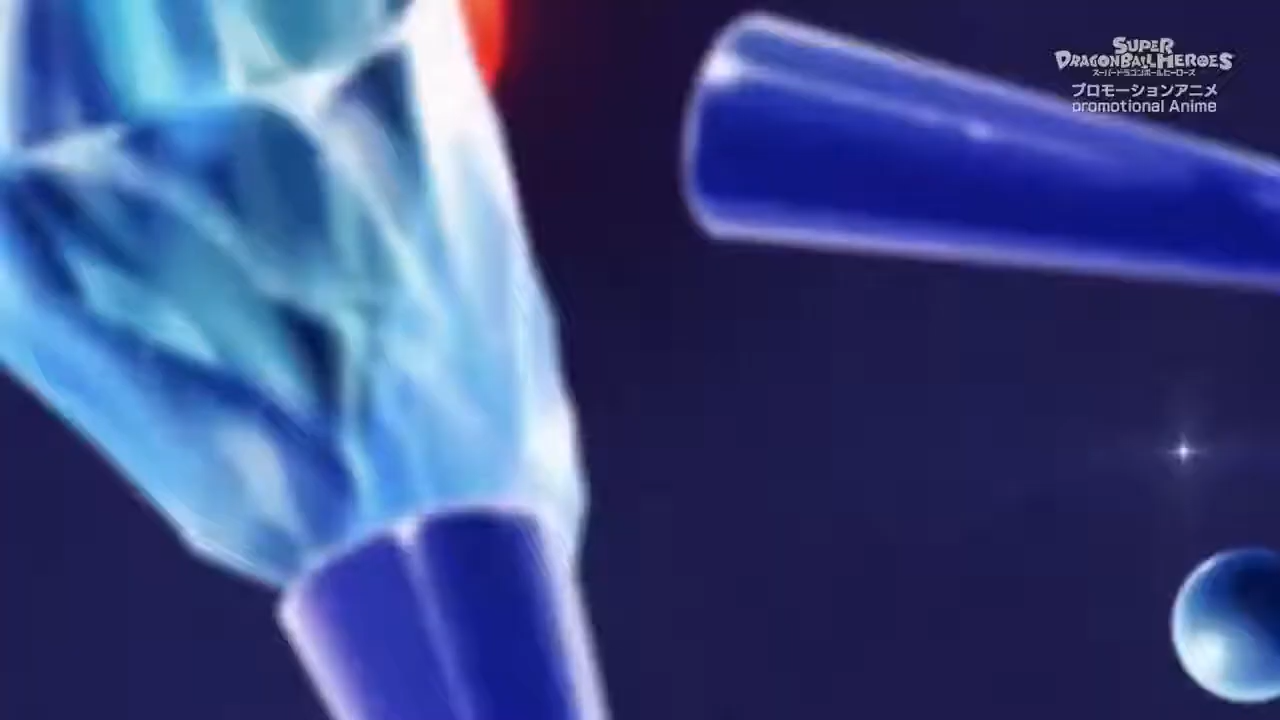 SUPER
DRAGONBALL HEROES
スーパードラゴンボールヒーローズ
プロモーションアニメ
promotional Anime